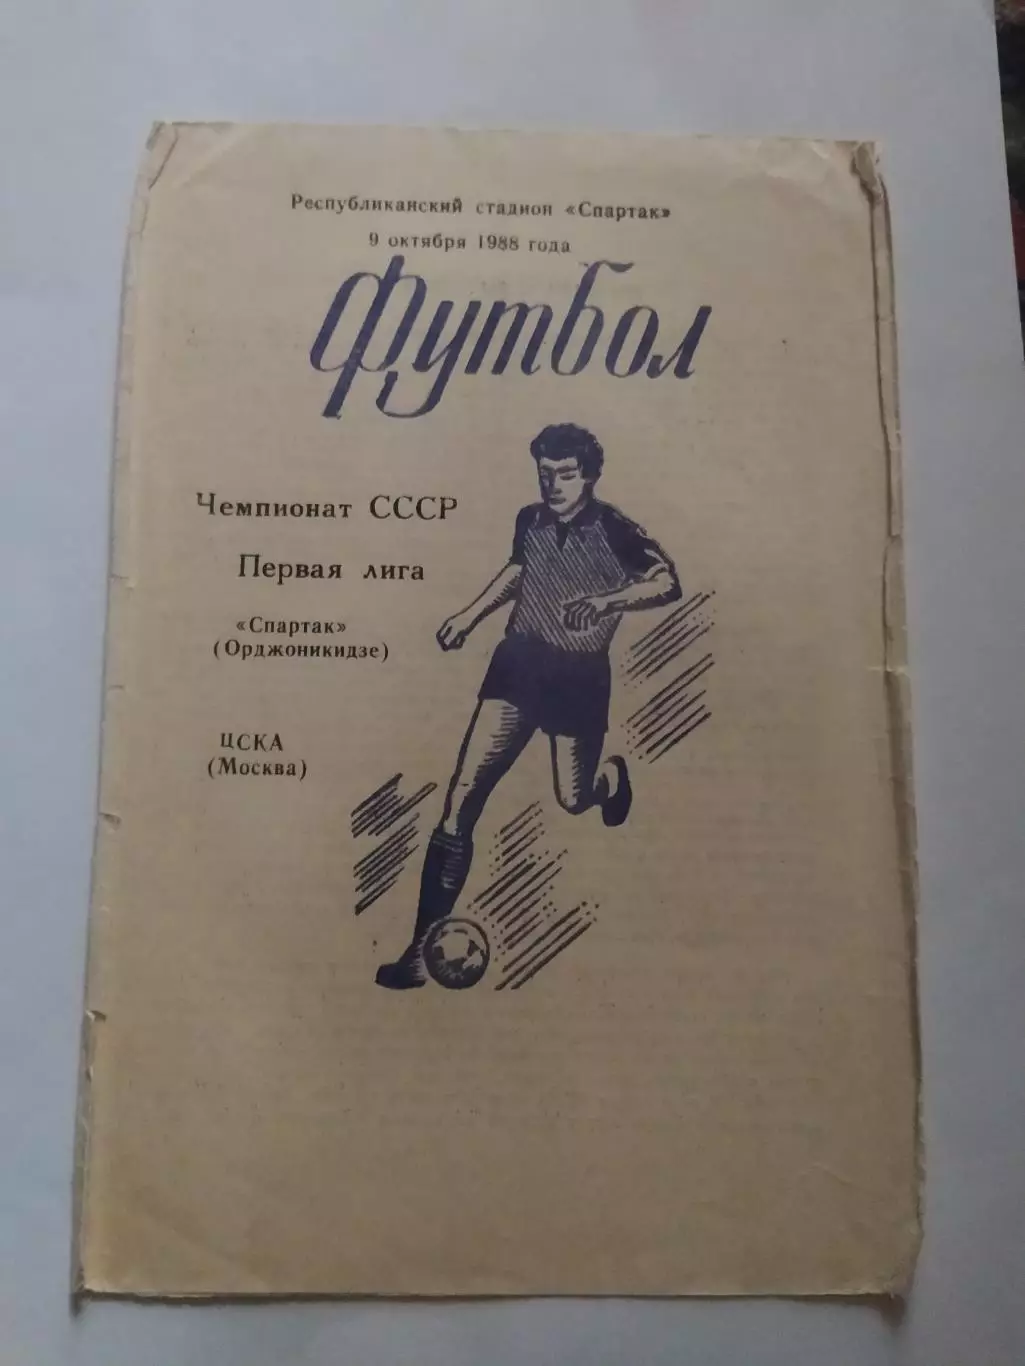 Республиканский стадион «Спартак»
9 октября 1988 года
Футбол
Чемпионат СССР
Первая лига
«Спартак»
(Орджоникидзе)
ЦСКА
(Москва)